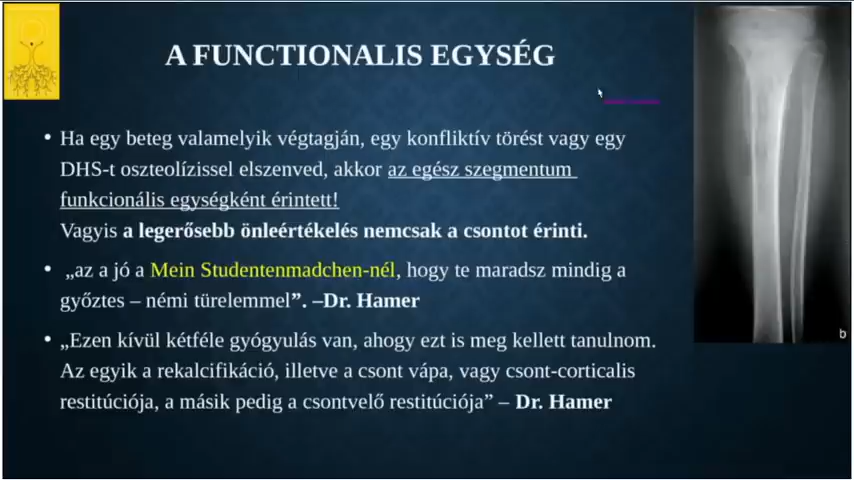 A FUNCTIONALIS EGYSÉG
• Ha egy beteg valamelyik végtagján, egy konfliktív törést vagy egy
DHS-t oszteolízissel elszenved, akkor az egész szegmentum
funkcionális egységként érintett!
Vagyis a legerősebb önleértékelés nemcsak a csontot érinti.
• „az a jó a Mein Studentenmadchen-nél, hogy te maradsz mindig a
győztes – némi türelemmel”. –Dr. Hamer
• „Ezen kívül kétféle gyógyulás van, ahogy ezt is meg kellett tanulnom.
Az egyik a rekalcifikáció, illetve a csont vápa, vagy csont-corticalis
restitúciója, a másik pedig a csontvelő restitúciója” – Dr. Hamer
b